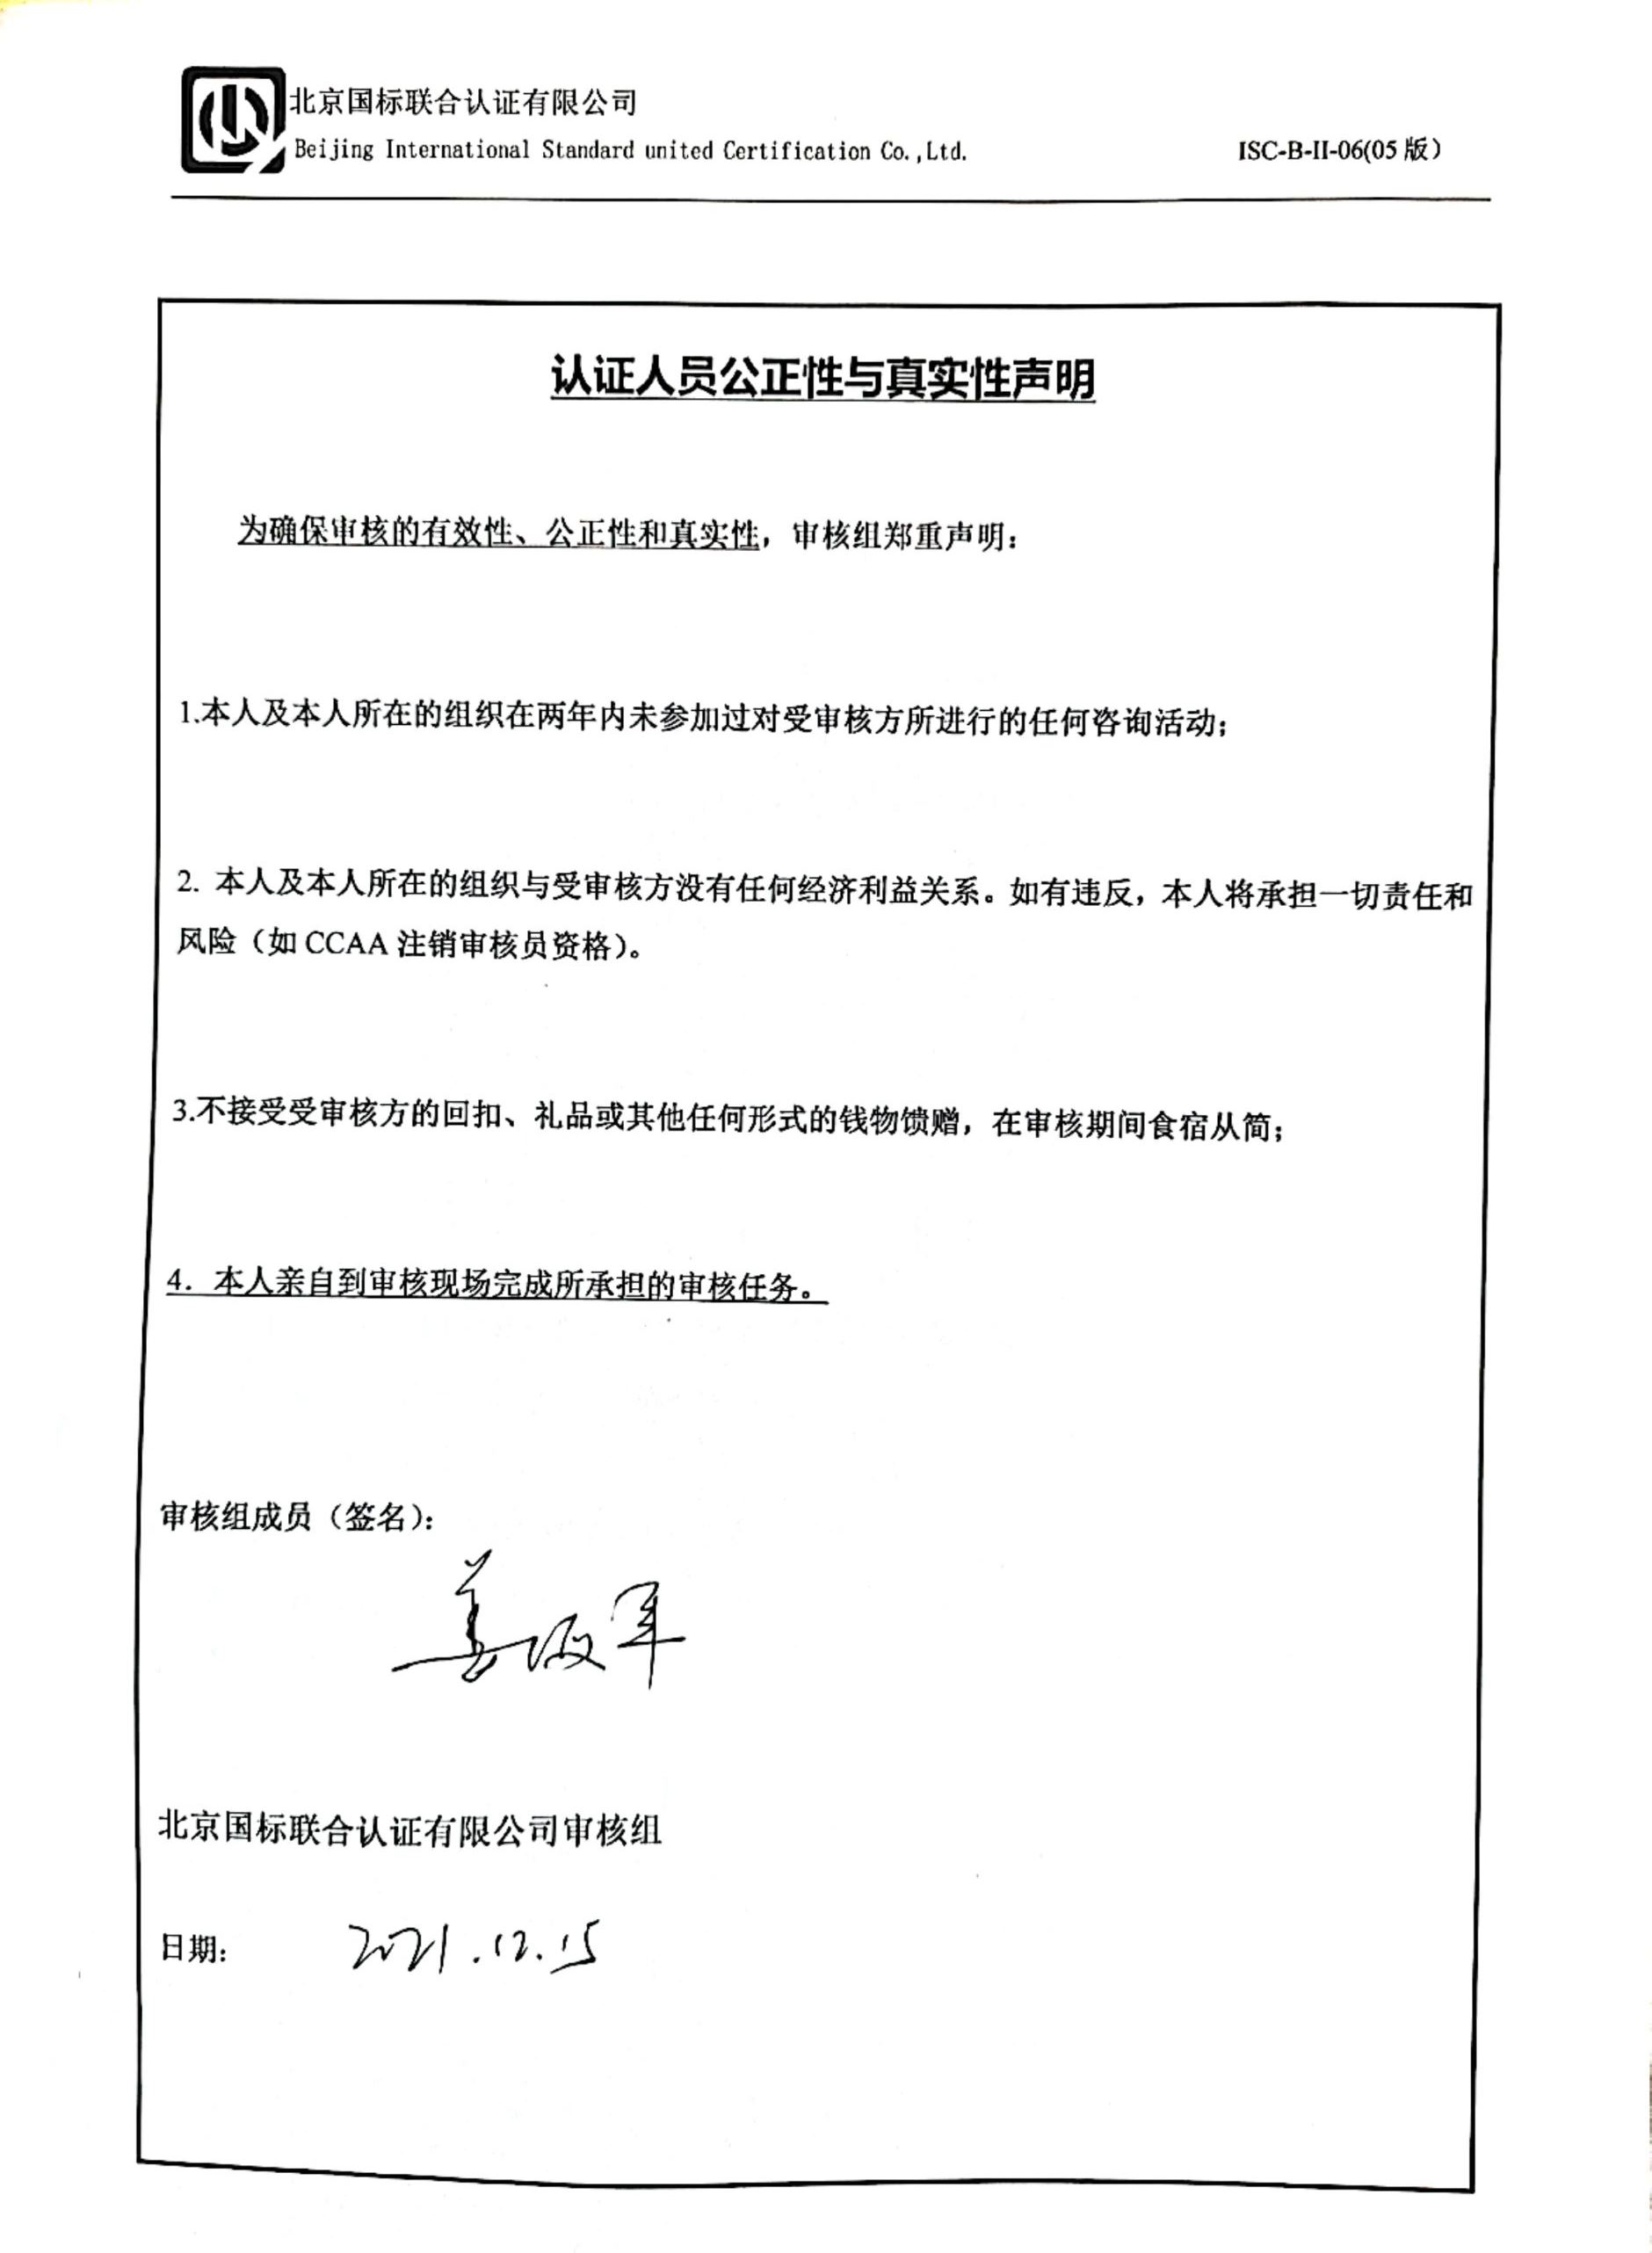 北京国标联合认证有限公司
Beijing International Standard united Certification Co.,Ltd.
ISC-B-II-06(05 版)
认证人员公正性与真实性声明
为确保审核的有效性、公正性和真实性，审核组郑重声明：
1.本人及本人所在的组织在两年内未参加过对受审核方所进行的任何咨询活动；
2. 本人及本人所在的组织与受审核方没有任何经济利益关系。如有违反，本人将承担一切责任和
风险（如 CCAA 注销审核员资格）。
3.不接受受审核方的回扣、礼品或其他任何形式的钱物馈赠，在审核期间食宿从简；
4. 本人亲自到审核现场完成所承担的审核任务。
审核组成员（签名）：
北京国标联合认证有限公司审核组
日期： 2021.12.15